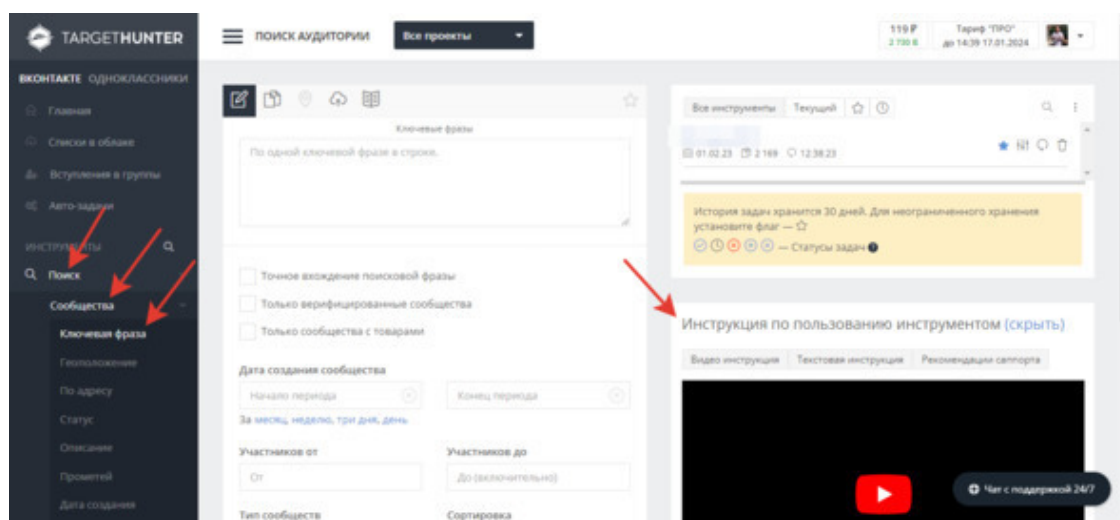 TARGETHUNTER
ПОИСК АУДИТОРИИ
Все проекты
119 ₽
2 700 Б
Тариф "ПРО"
до 14:39 17.01.2024
ВКОНТАКТЕ ОДНОКЛАССНИКИ
Главная
Списки в облаке
Вступления в группы
Авто-задачи
ИНСТРУМЕНТЫ
Поиск
Сообщества
Ключевая фраза
Геоположение
По адресу
Статус
Описание
Прометей
Дата создания
Ключевые фразы
По одной ключевой фразе в строке.
Точное вхождение поисковой фразы
Только верифицированные сообщества
Только сообщества с товарами
Дата создания сообщества
Начало периода
Конец периода
За месяц, неделю, три дня, день
Участников от
Участников до
От
До (включительно)
Тип сообществ
Сортировка
Все инструменты Текущий
01.02.23 2 169 12:38:23
История задач хранится 30 дней. Для неограниченного хранения
установите флаг —
— Статусы задач
Инструкция по пользованию инструментом (скрыть)
Видео инструкция Текстовая инструкция Рекомендации саппорта
Чат с поддержкой 24/7